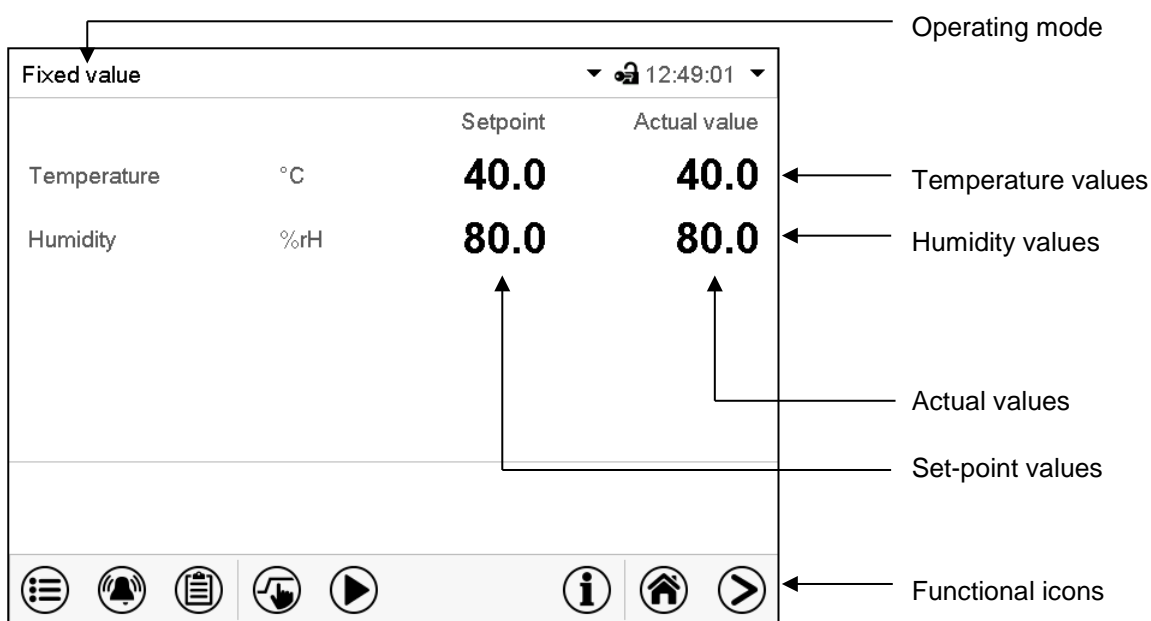 Operating mode
Fixed value 12:49:01
Setpoint Actual value
Temperature °C 40.0 40.0 Temperature values
Humidity %rH 80.0 80.0 Humidity values
Actual values
Set-point values
Functional icons